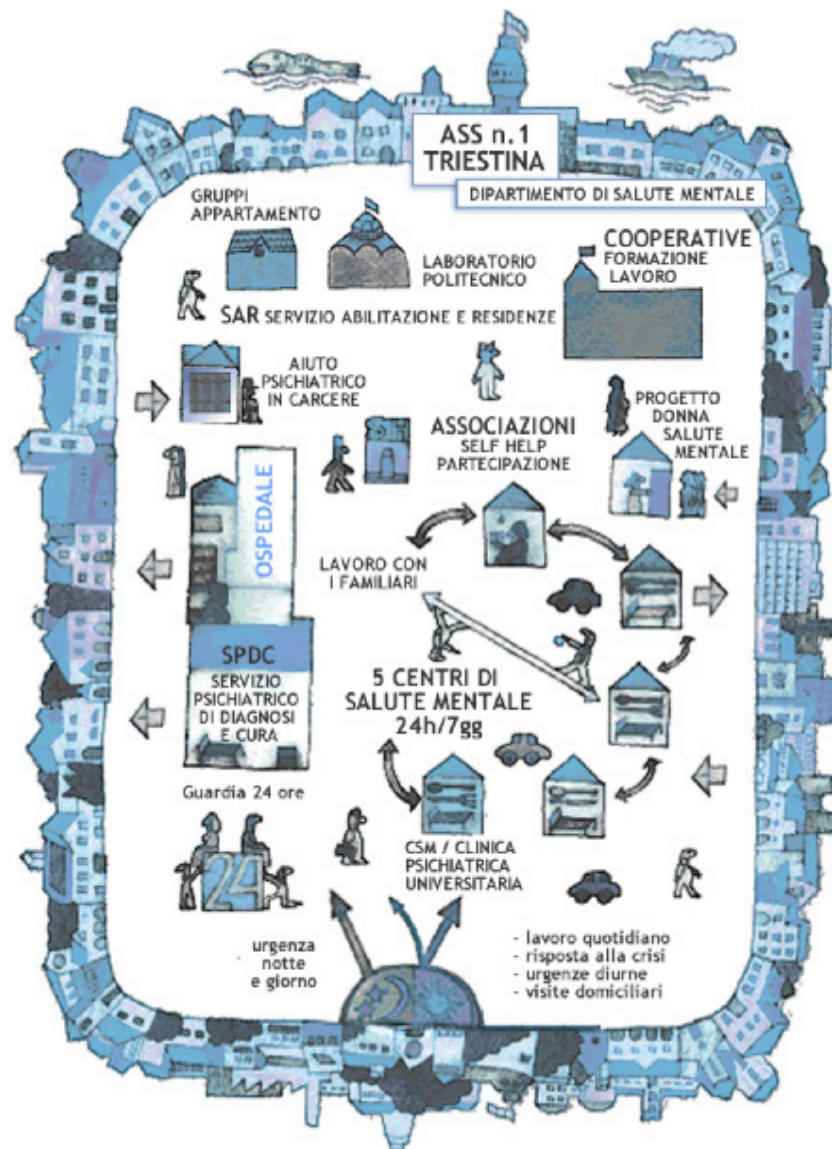 ASS n.1
TRIESTINA
DIPARTIMENTO DI SALUTE MENTALE
GRUPPI
APPARTAMENTO
LABORATORIO
POLITECNICO
COOPERATIVE
FORMAZIONE
LAVORO
SAR SERVIZIO ABILITAZIONE E RESIDENZE
AIUTO
PSICHIATRICO
IN CARCERE
ASSOCIAZIONI
SELF HELP
PARTECIPAZIONE
PROGETTO
DONNA
SALUTE
MENTALE
OSPEDALE
LAVORO CON
I FAMILIARI
SPDC
SERVIZIO
PSICHIATRICO
DI DIAGNOSI
E CURA
5 CENTRI DI
SALUTE MENTALE
24h/7gg
Guardia 24 ore
24
CSM / CLINICA
PSICHIATRICA
UNIVERSITARIA
urgenza
notte
e giorno
- lavoro quotidiano
- risposta alla crisi
- urgenze diurne
- visite domiciliari